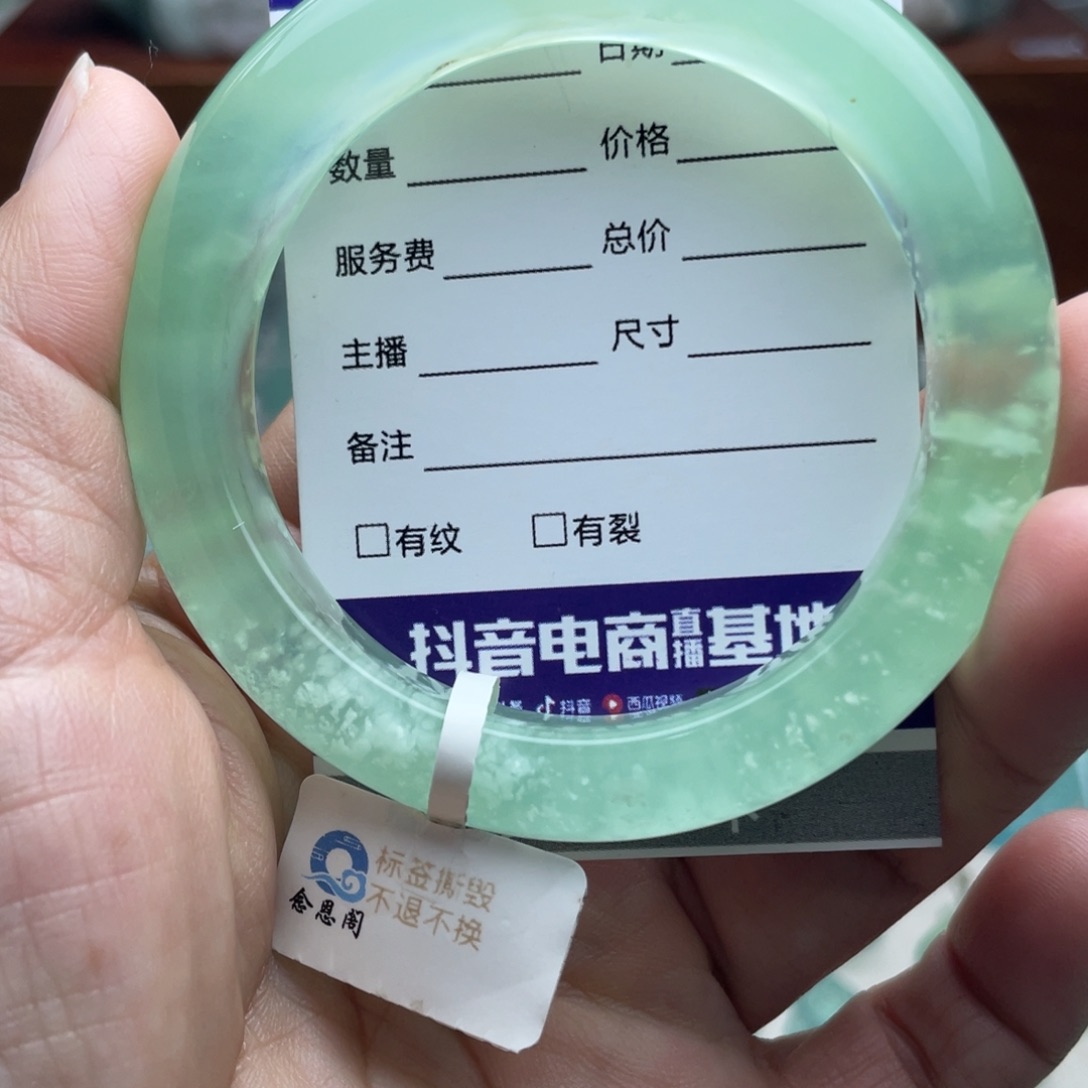 日期
数量 价格
服务费 总价
主播 尺寸
备注
□有纹 □有裂
抖音电商直播基地
抖音 西瓜视频
念恩阁
标签撕毁
不退不换